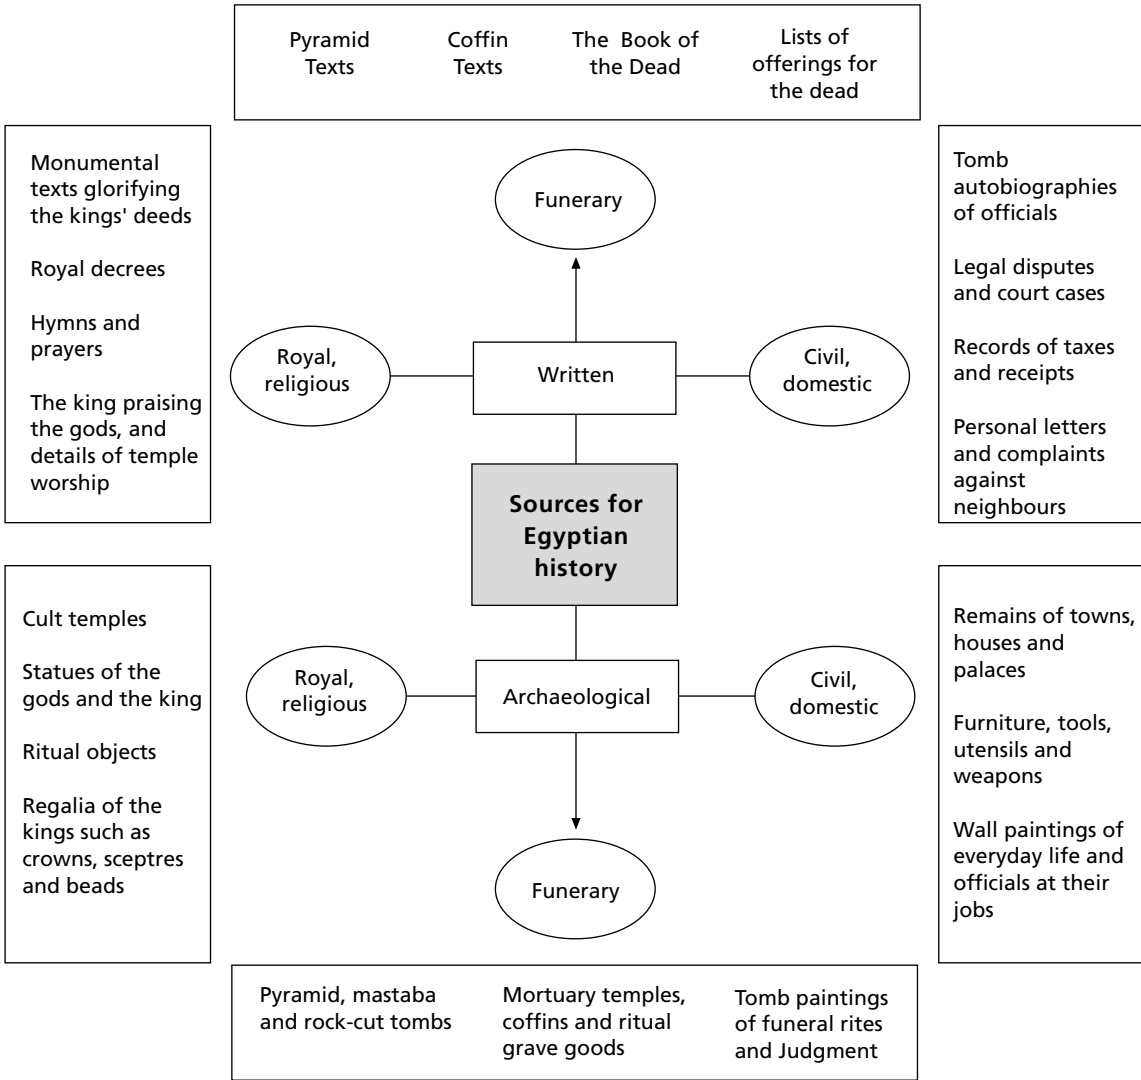 Pyramid
Texts
Coffin
Texts
The Book of
the Dead
Lists of
offerings for
the dead
Monumental
texts glorifying
the kings' deeds
Royal decrees
Hymns and
prayers
The king praising
the gods, and
details of temple
worship
Funerary
Royal,
religious
Written
Civil,
domestic
Tomb
autobiographies
of officials
Legal disputes
and court cases
Records of taxes
and receipts
Personal letters
and complaints
against
neighbours
Sources for
Egyptian
history
Cult temples
Statues of the
gods and the king
Ritual objects
Regalia of the
kings such as
crowns, sceptres
and beads
Royal,
religious
Archaeological
Civil,
domestic
Funerary
Remains of towns,
houses and
palaces
Furniture, tools,
utensils and
weapons
Wall paintings of
everyday life and
officials at their
jobs
Pyramid, mastaba
and rock-cut tombs
Mortuary temples,
coffins and ritual
grave goods
Tomb paintings
of funeral rites
and Judgment